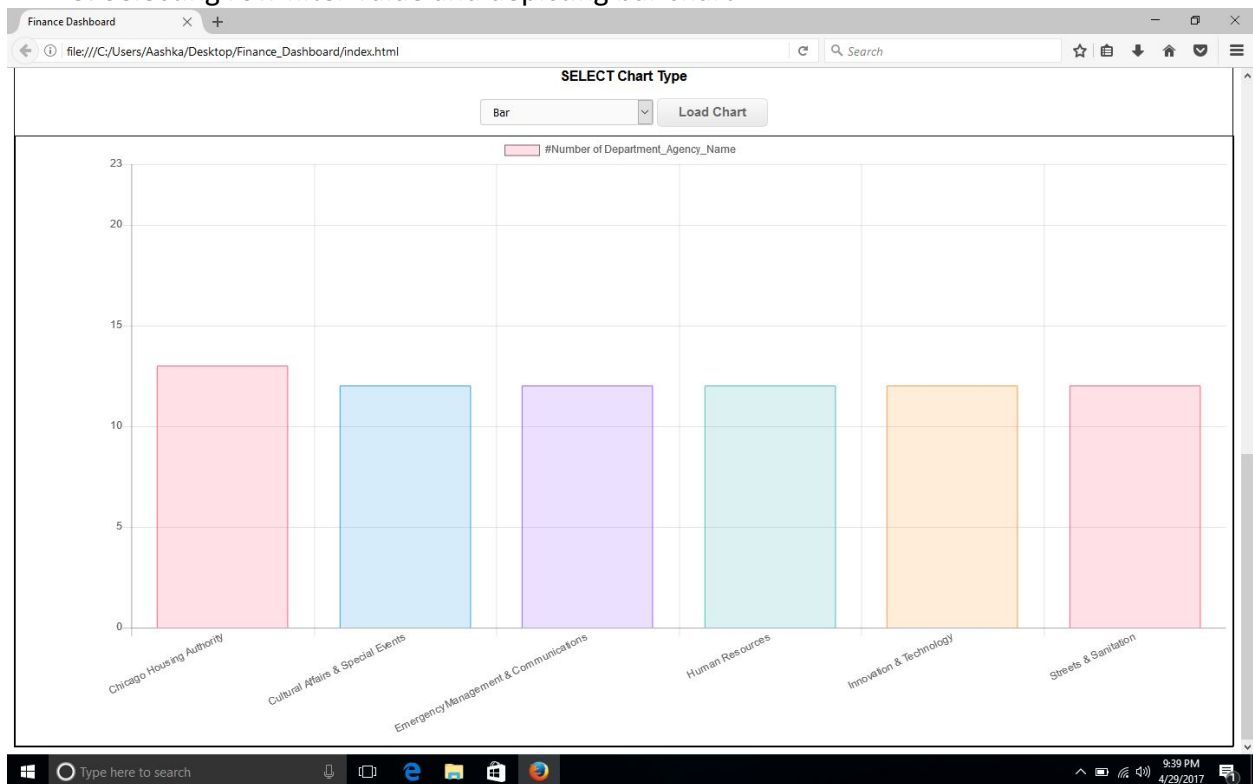 Finance Dashboard
file:///C:/Users/Aashka/Desktop/Finance_Dashboard/index.html
Search
SELECT Chart Type
Bar
Load Chart
#Number of Department_Agency_Name
23
20
15
10
5
0
Chicago Housing Authority
Cultural Affairs & Special Events
Emergency Management & Communications
Human Resources
Innovation & Technology
Streets & Sanitation
Type here to search
9:39 PM
4/29/2017
1